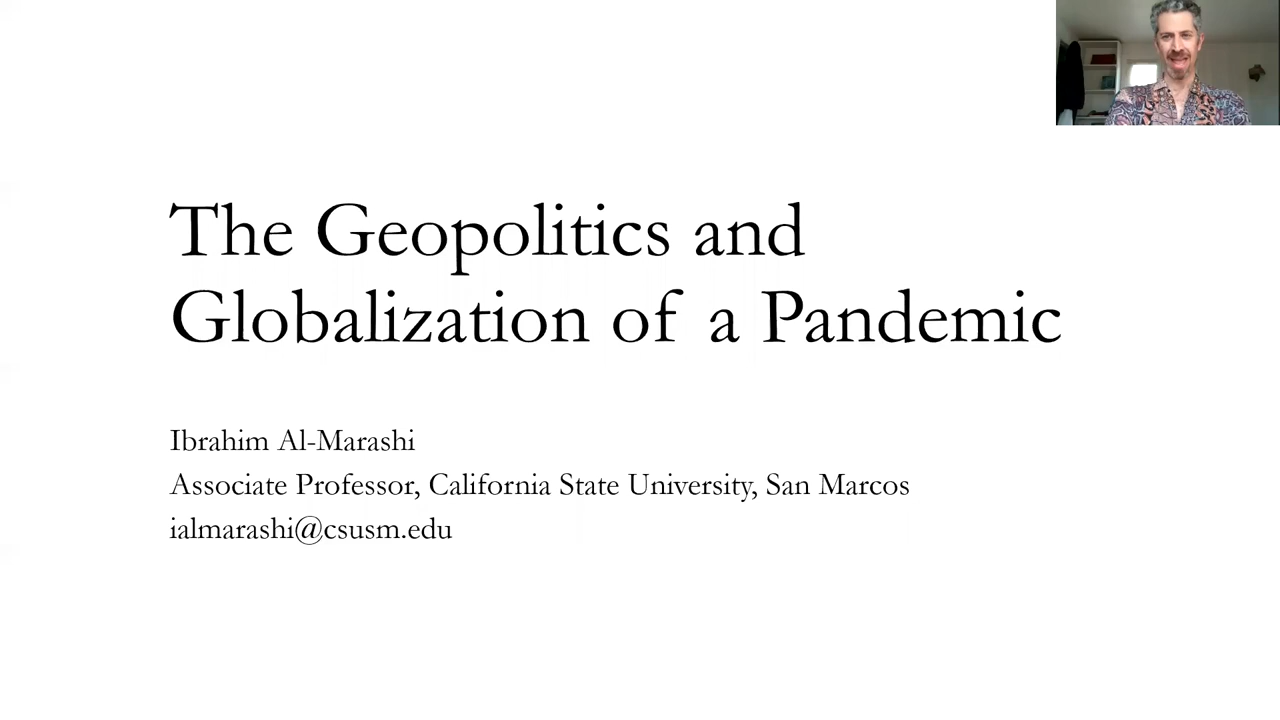 The Geopolitics and
Globalization of a Pandemic
Ibrahim Al-Marashi
Associate Professor, California State University, San Marcos
ialmarashi@csusm.edu